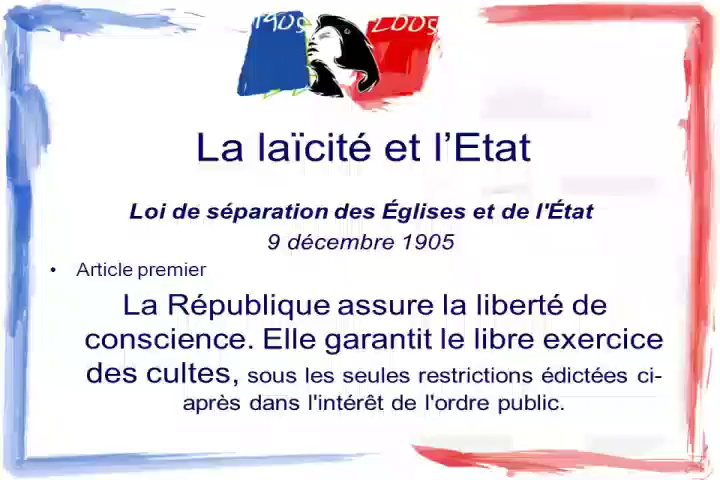 1905 2005
La laïcité et l’Etat
Loi de séparation des Églises et de l'État
9 décembre 1905
• Article premier
La République assure la liberté de
conscience. Elle garantit le libre exercice
des cultes, sous les seules restrictions édictées ci-
après dans l'intérêt de l'ordre public.